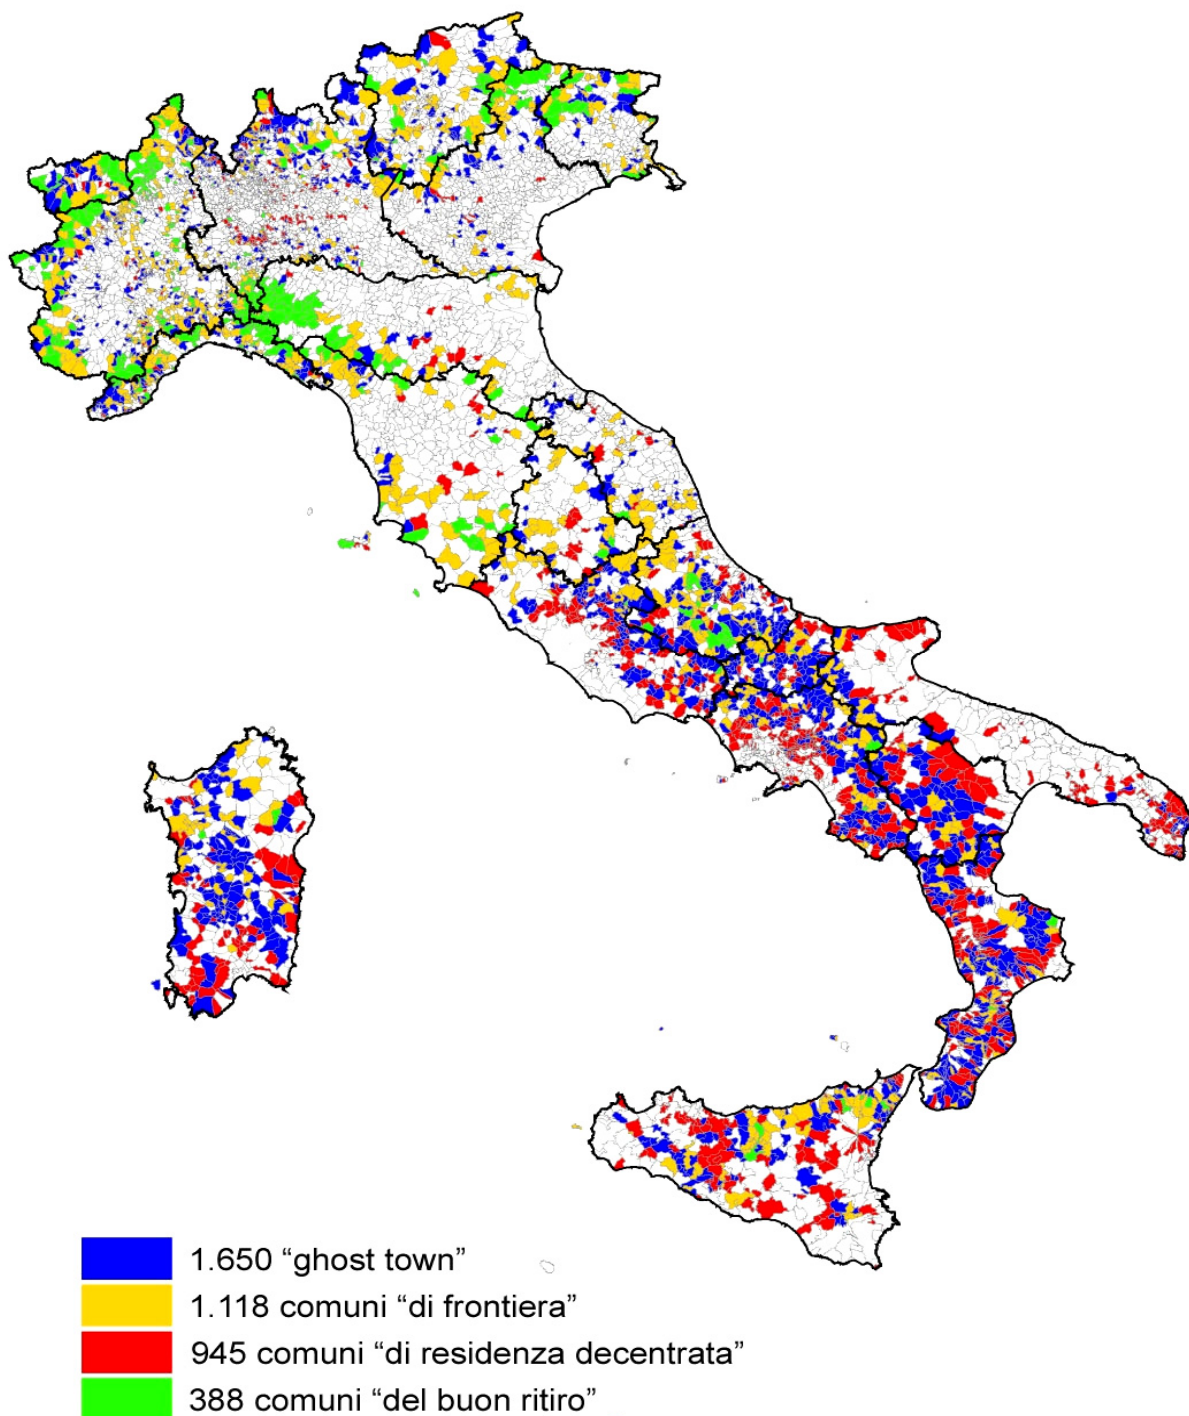 1.650 “ghost town”
1.118 comuni “di frontiera”
945 comuni “di residenza decentrata”
388 comuni “del buon ritiro”